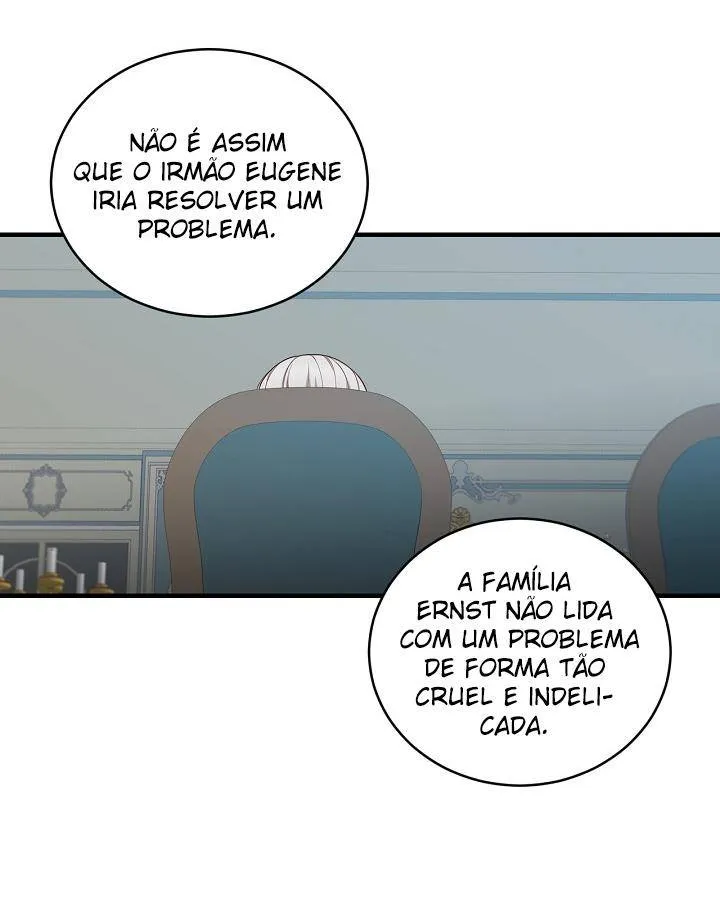 NÃO É ASSIM
QUE O IRMÃO EUGENE
IRIA RESOLVER UM
PROBLEMA.
A FAMÍLIA
ERNST NÃO LIDA
COM UM PROBLEMA
DE FORMA TÃO
CRUEL E INDELI-
CADA.